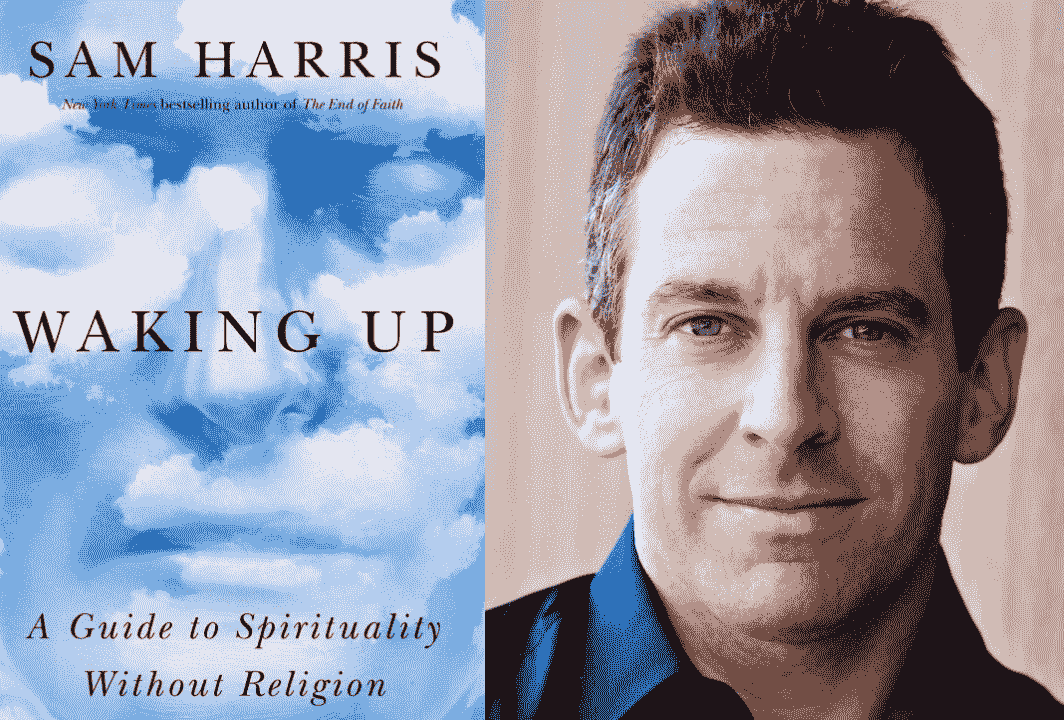 SAM HARRIS
New York Times bestselling author of The End of Faith
WAKING UP
A Guide to Spirituality
Without Religion